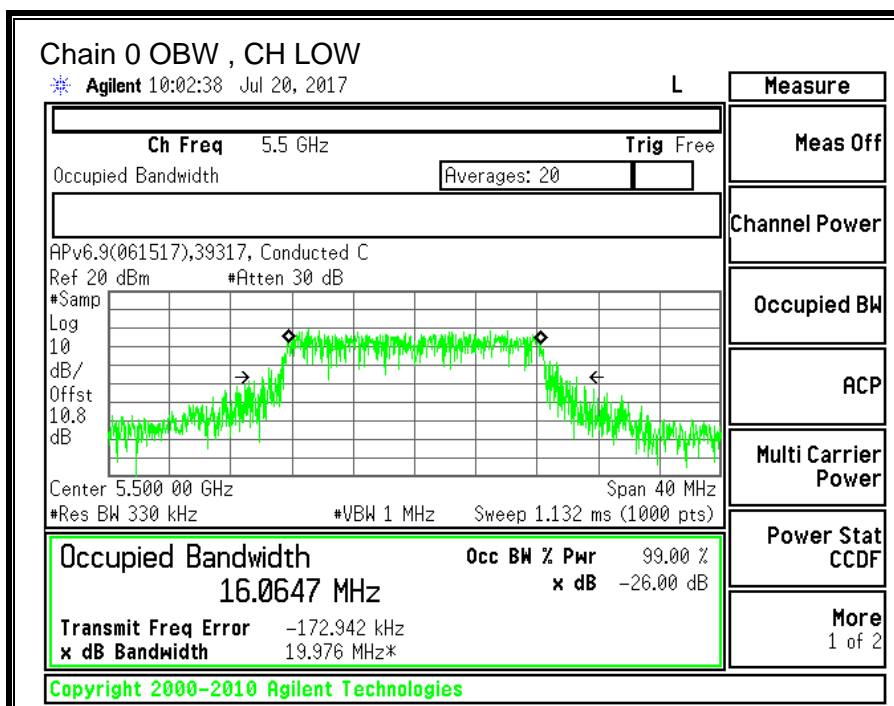 Chain 0 OBW , CH LOW
Agilent 10:02:38 Jul 20, 2017 L
Measure
Ch Freq 5.5 GHz Trig Free
Occupied Bandwidth Averages: 20
APv6.9(061517),39317, Conducted C
Ref 20 dBm #Atten 30 dB
#Samp
Log
10
dB/
Offst
10.8
dB
Center 5.500 00 GHz Span 40 MHz
#Res BW 330 kHz #VBW 1 MHz Sweep 1.132 ms (1000 pts)
Occupied Bandwidth Occ BW % Pwr 99.00 %
16.0647 MHz x dB -26.00 dB
Transmit Freq Error -172.942 kHz
x dB Bandwidth 19.976 MHz*
Meas Off
Channel Power
Occupied BW
ACP
Multi Carrier
Power
Power Stat
CCDF
More
1 of 2
Copyright 2000-2010 Agilent Technologies